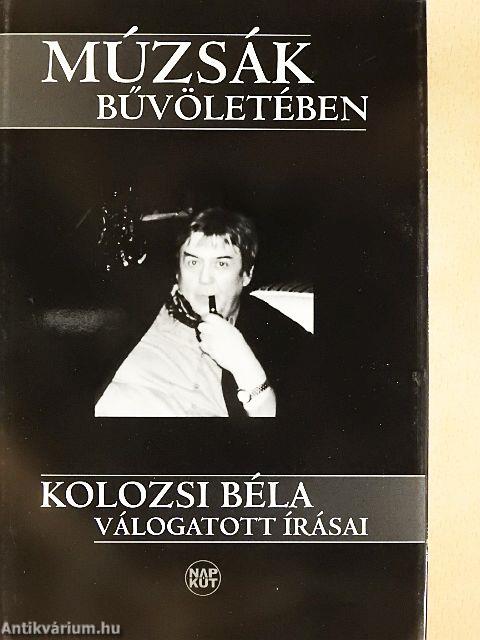 MÚZSÁK
BŰVÖLETÉBEN
KOLOZSI BÉLA
VÁLOGATOTT ÍRÁSAI
NAP
KÚT
Antikvárium.hu